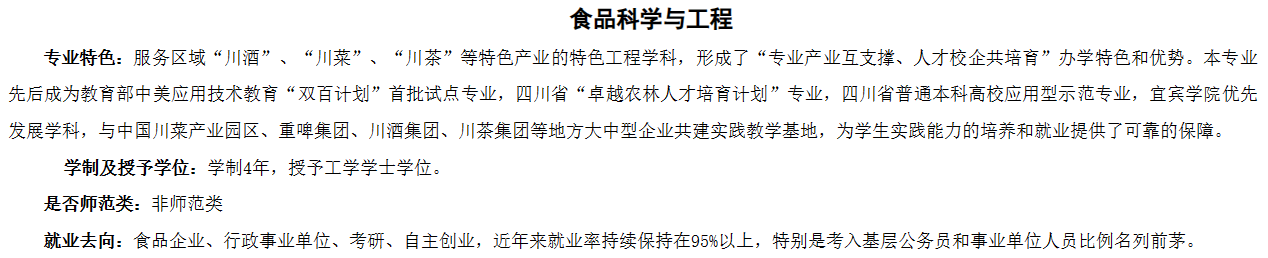 食品科学与工程
专业特色：服务区域“川酒”、“川菜”、“川茶”等特色产业的特色工程学科，形成了“专业产业互支撑、人才校企共培育”办学特色和优势。本专业
先后成为教育部中美应用技术教育“双百计划”首批试点专业，四川省“卓越农林人才培育计划”专业，四川省普通本科高校应用型示范专业，宜宾学院优先
发展学科，与中国川菜产业园区、重啤集团、川酒集团、川茶集团等地方大中型企业共建实践教学基地，为学生实践能力的培养和就业提供了可靠的保障。
学制及授予学位：学制4年，授予工学学士学位。
是否师范类：非师范类
就业去向：食品企业、行政事业单位、考研、自主创业，近年来就业率持续保持在95%以上，特别是考入基层公务员和事业单位人员比例名列前茅。